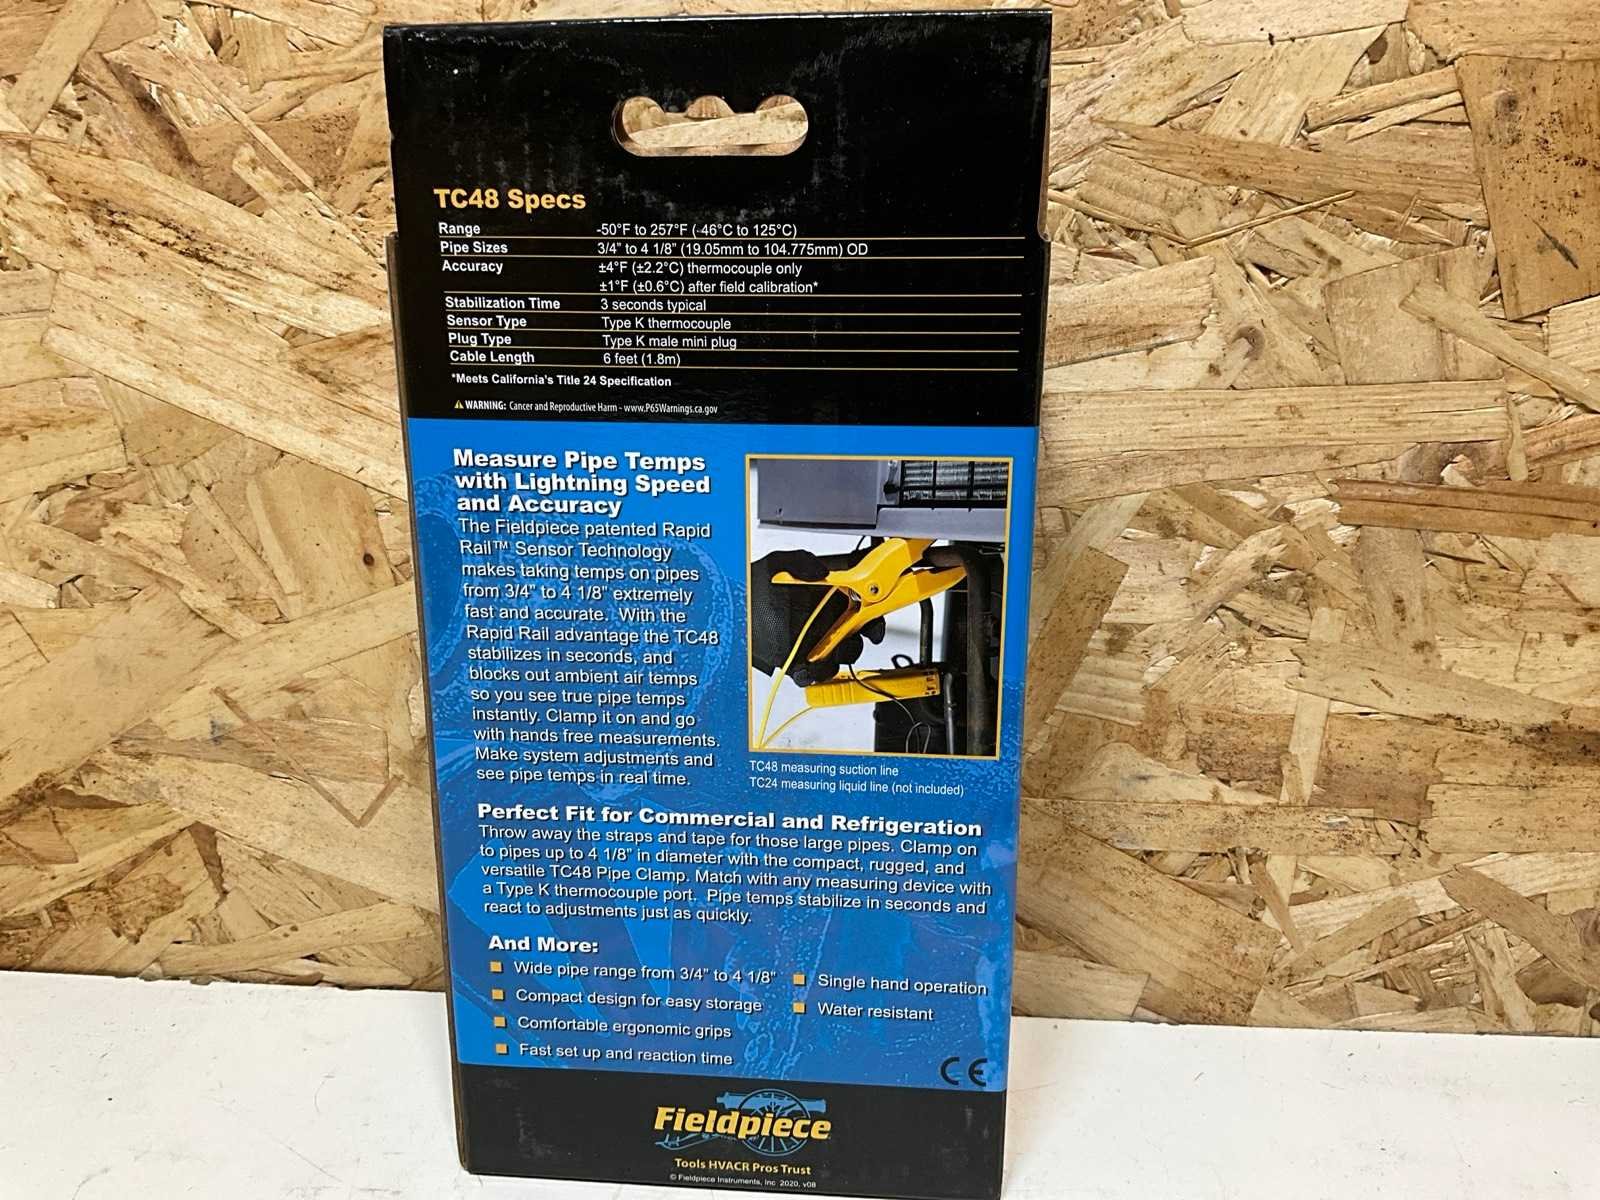 TC48 Specs
Range -50°F to 257°F (-46°C to 125°C)
Pipe Sizes 3/4" to 4 1/8" (19.05mm to 104.775mm) OD
Accuracy ±4°F (±2.2°C) thermocouple only
±1°F (±0.6°C) after field calibration*
Stabilization Time 3 seconds typical
Sensor Type Type K thermocouple
Plug Type Type K male mini plug
Cable Length 6 feet (1.8m)
*Meets California's Title 24 Specification
⚠ WARNING: Cancer and Reproductive Harm - www.P65Warnings.ca.gov
Measure Pipe Temps
with Lightning Speed
and Accuracy
The Fieldpiece patented Rapid
Rail™ Sensor Technology
makes taking temps on pipes
from 3/4" to 4 1/8" extremely
fast and accurate. With the
Rapid Rail advantage the TC48
stabilizes in seconds, and
blocks out ambient air temps
so you see true pipe temps
instantly. Clamp it on and go
with hands free measurements.
Make system adjustments and
see pipe temps in real time.
TC48 measuring suction line
TC24 measuring liquid line (not included)
Perfect Fit for Commercial and Refrigeration
Throw away the straps and tape for those large pipes. Clamp on
to pipes up to 4 1/8" in diameter with the compact, rugged, and
versatile TC48 Pipe Clamp. Match with any measuring device with
a Type K thermocouple port. Pipe temps stabilize in seconds and
react to adjustments just as quickly.
And More:
Wide pipe range from 3/4" to 4 1/8"
Compact design for easy storage
Comfortable ergonomic grips
Fast set up and reaction time
Single hand operation
Water resistant
CE
Fieldpiece
Tools HVACR Pros Trust
© Fieldpiece Instruments, Inc 2020, v08